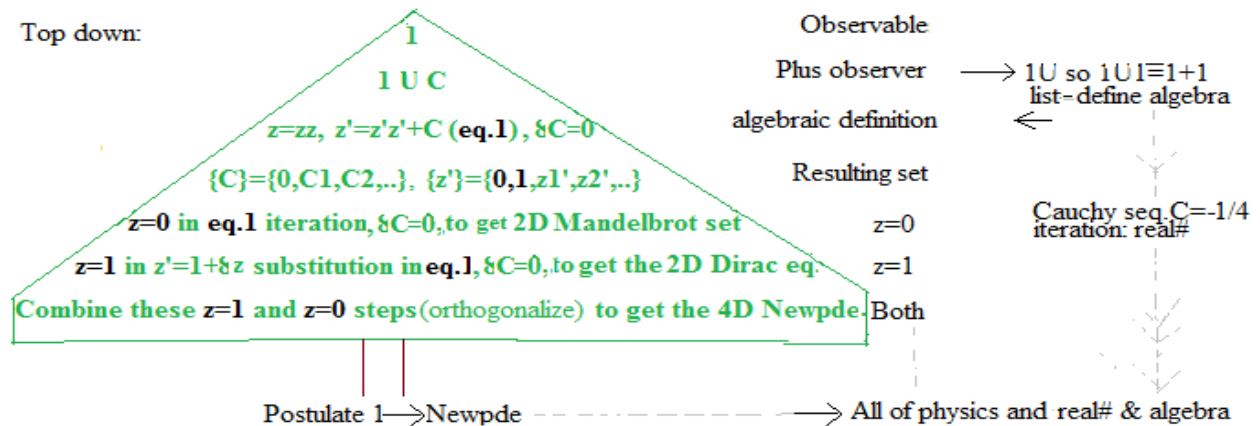 Top down:
1
Observable
1 U C
Plus observer → 1U so 1U1≡1+1
list-define algebra
z=zz, z'=z'z'+C (eq.1), δC=0
algebraic definition ←
{C}={0,C1,C2,..}, {z'}={0,1,z1',z2',..}
Resulting set
z=0 in eq.1 iteration, δC=0, to get 2D Mandelbrot set
z=0
Cauchy seq.C=-1/4
iteration: real#
z=1 in z'=1+δz substitution in eq.1, δC=0, to get the 2D Dirac eq.
z=1
Combine these z=1 and z=0 steps(orthogonalize) to get the 4D Newpde.
Both
Postulate 1→Newpde → All of physics and real# & algebra